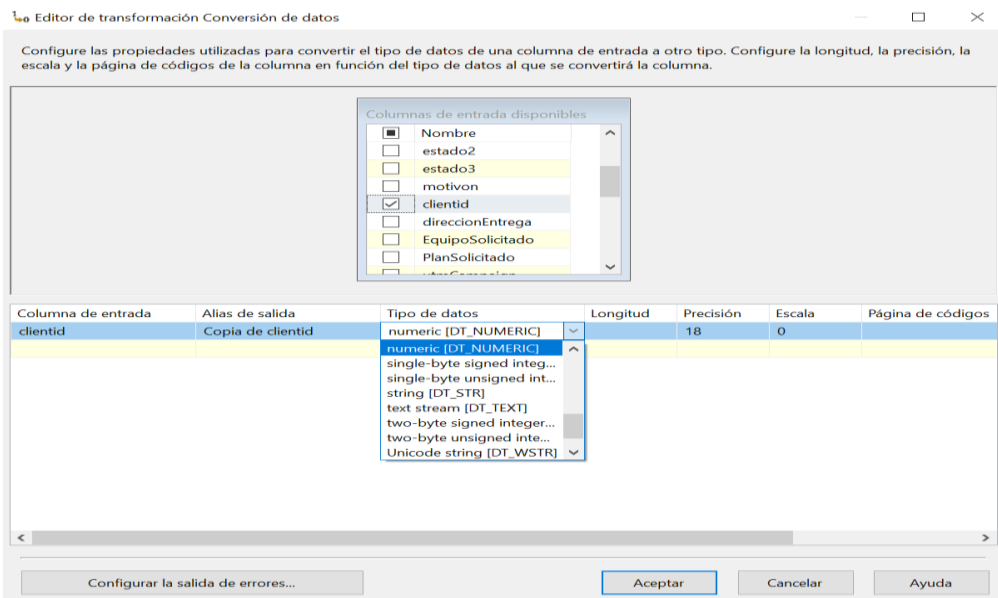 Editor de transformación Conversión de datos
Configure las propiedades utilizadas para convertir el tipo de datos de una columna de entrada a otro tipo. Configure la longitud, la precisión, la
escala y la página de códigos de la columna en función del tipo de datos al que se convertirá la columna.
Columnas de entrada disponibles
Nombre
estado2
estado3
motivon
clientid
direccionEntrega
EquipoSolicitado
PlanSolicitado
Columna de entrada Alias de salida Tipo de datos Longitud Precisión Escala Página de códigos
clientid Copia de clientid numeric [DT_NUMERIC] 18 0
numeric [DT_NUMERIC]
single-byte signed integ...
single-byte unsigned int...
string [DT_STR]
text stream [DT_TEXT]
two-byte signed integer...
two-byte unsigned inte...
Unicode string [DT_WSTR]
Configurar la salida de errores... Aceptar Cancelar Ayuda